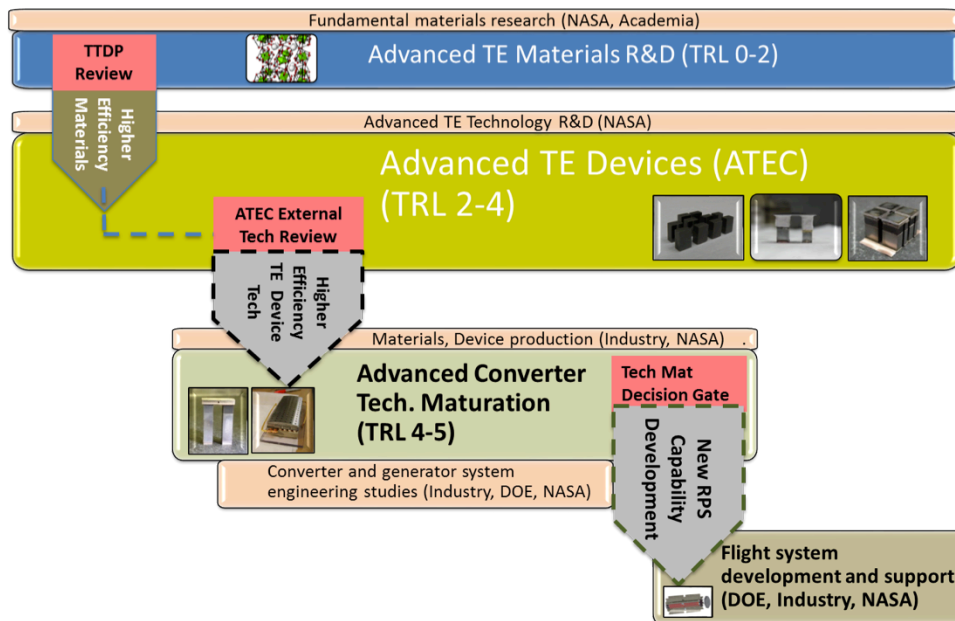 Fundamental materials research (NASA, Academia)
Advanced TE Materials R&D (TRL 0-2)
TTDP
Review
Higher
Efficiency
Materials
Advanced TE Technology R&D (NASA)
Advanced TE Devices (ATEC)
(TRL 2-4)
ATEC External
Tech Review
Higher
Efficiency
TE Device
Tech
Materials, Device production (Industry, NASA) .
Advanced Converter
Tech. Maturation
(TRL 4-5)
Tech Mat
Decision Gate
New RPS
Capability
Development
Converter and generator system
engineering studies (Industry, DOE, NASA)
Flight system
development and support
(DOE, Industry, NASA)